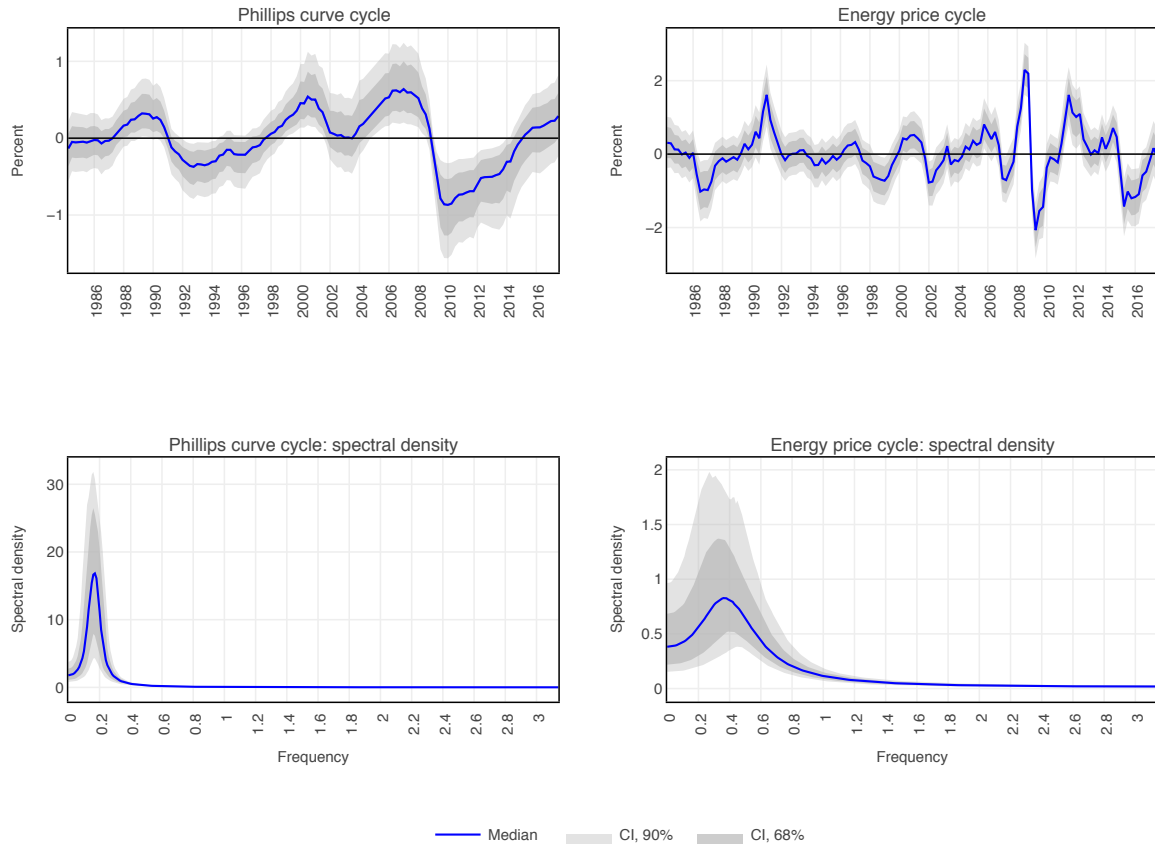 Phillips curve cycle
Percent
1
0
−1
1986 1988 1990 1992 1994 1996 1998 2000 2002 2004 2006 2008 2010 2012 2014 2016
Energy price cycle
Percent
2
0
−2
1986 1988 1990 1992 1994 1996 1998 2000 2002 2004 2006 2008 2010 2012 2014 2016
Phillips curve cycle: spectral density
Spectral density
30
20
10
0
0 0.2 0.4 0.6 0.8 1 1.2 1.4 1.6 1.8 2 2.2 2.4 2.6 2.8 3
Frequency
Energy price cycle: spectral density
Spectral density
2
1.5
1
0.5
0
0 0.2 0.4 0.6 0.8 1 1.2 1.4 1.6 1.8 2 2.2 2.4 2.6 2.8 3
Frequency
Median CI, 90% CI, 68%